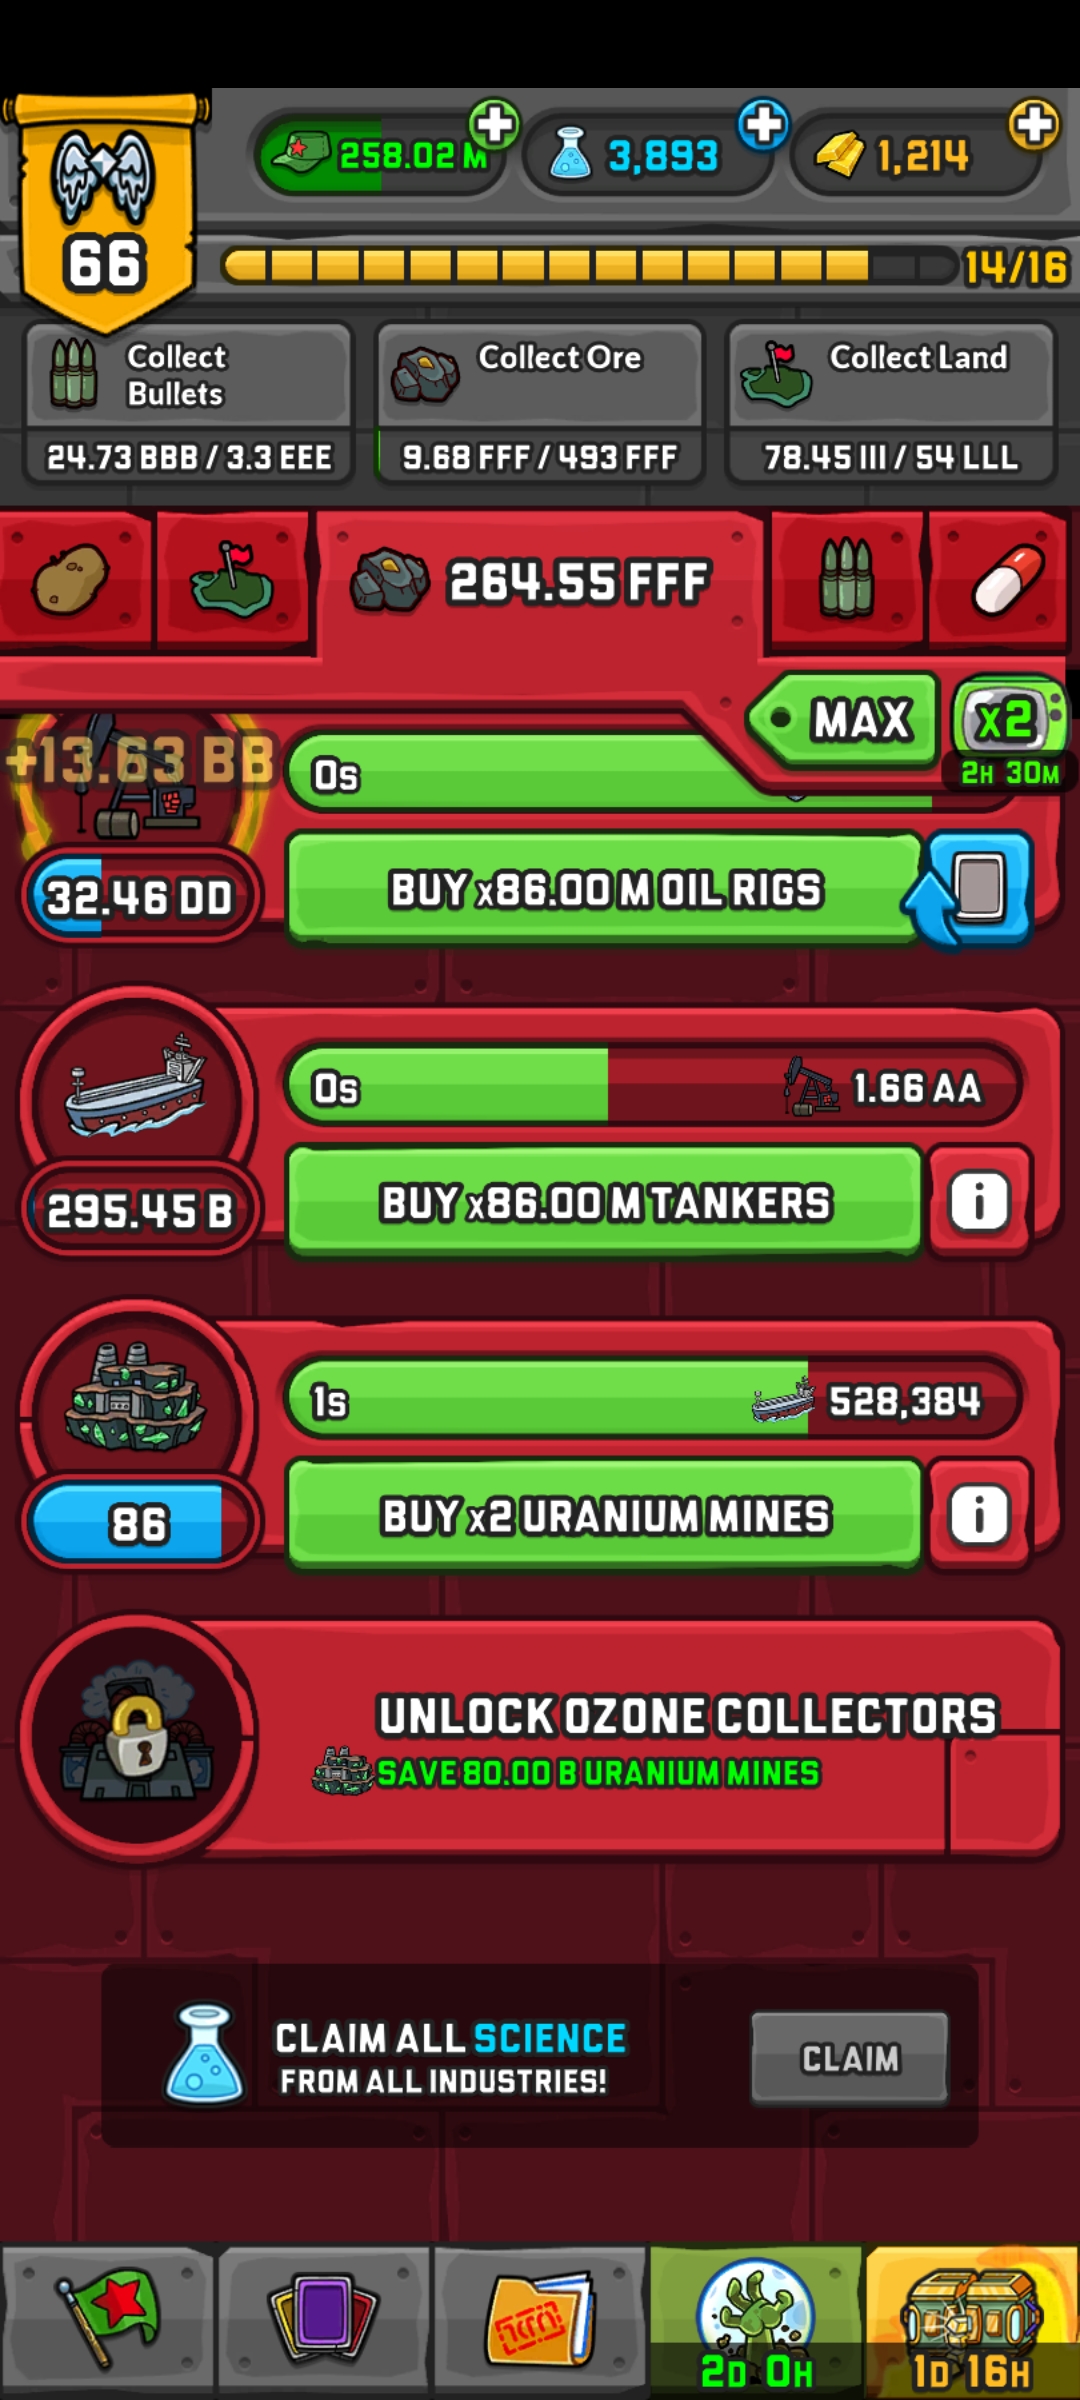 258.02 M
3,893
1,214
66
14/16
Collect
Bullets
24.73 BBB / 3.3 EEE
Collect Ore
9.68 FFF / 493 FFF
Collect Land
78.45 III / 54 LLL
264.55 FFF
MAX
x2
2H 30M
+13.63 BB
0s
32.46 DD
BUY x86.00 M OIL RIGS
0s
1.66 AA
295.45 B
BUY x86.00 M TANKERS
i
1s
528,384
86
BUY x2 URANIUM MINES
i
UNLOCK OZONE COLLECTORS
SAVE 80.00 B URANIUM MINES
CLAIM ALL SCIENCE
FROM ALL INDUSTRIES!
CLAIM
2D 0H
1D 16H